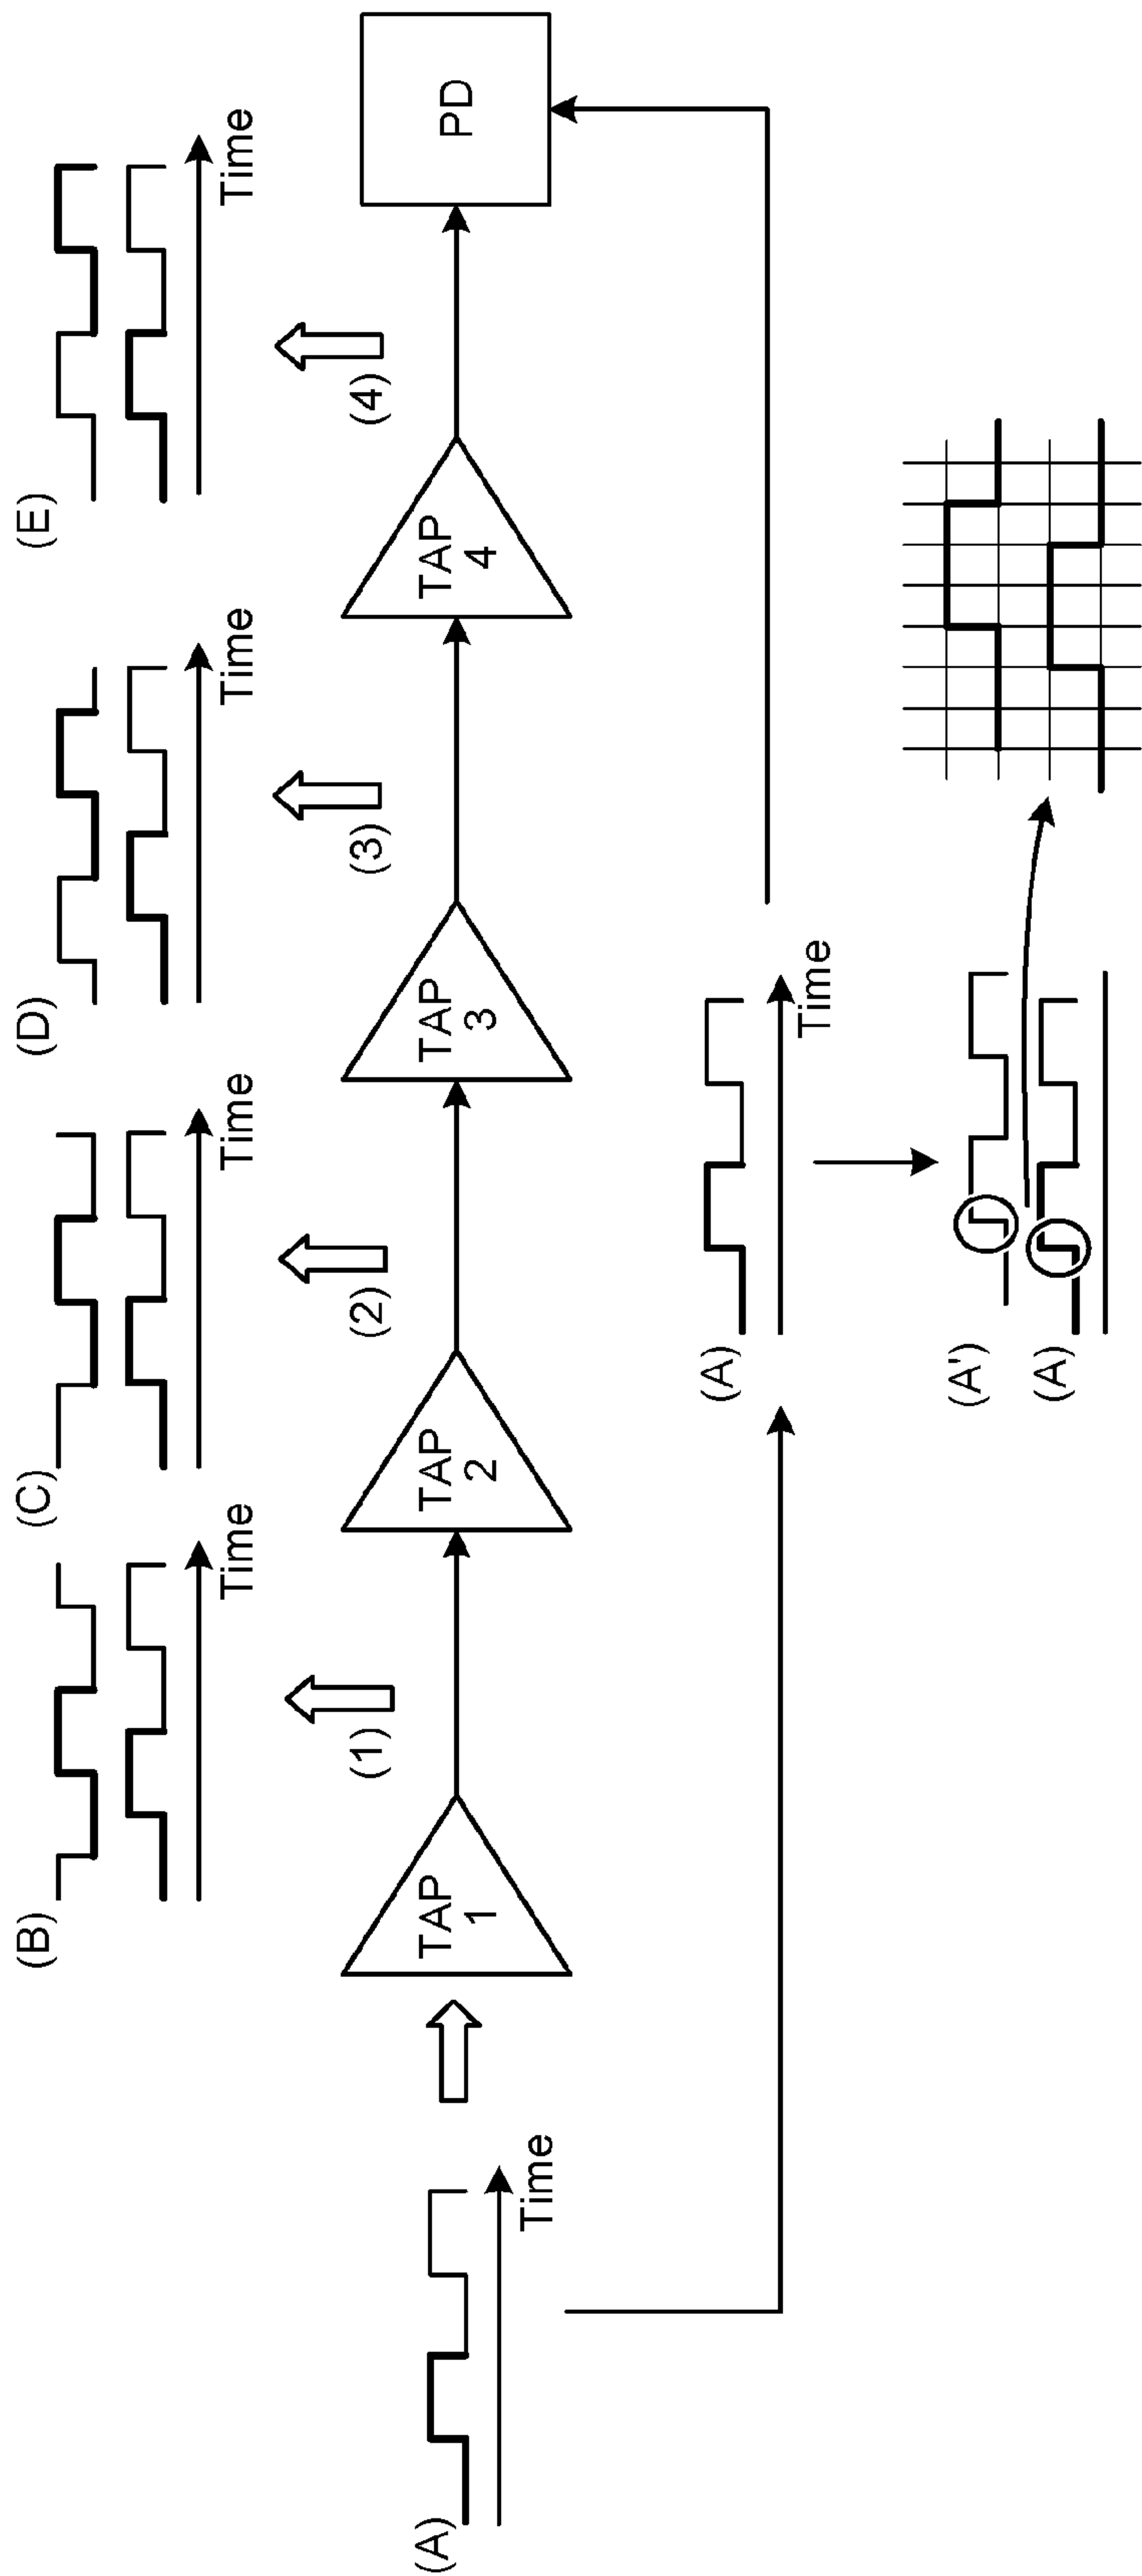 (B)
Time
(C)
Time
(D)
Time
(E)
Time
(1)
(2)
(3)
(4)
(A)
Time
TAP
1
TAP
2
TAP
3
TAP
4
PD
(A)
Time
(A')
(A)